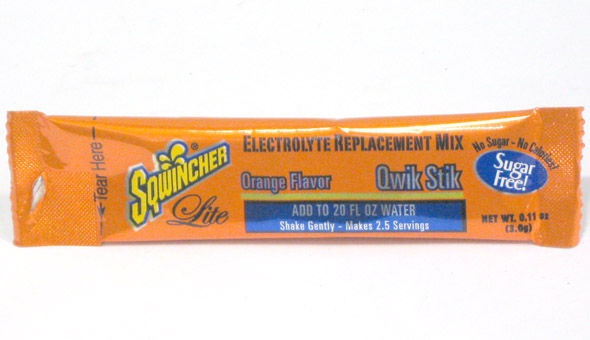 Tear Here
SQWINCHER®
Lite
ELECTROLYTE REPLACEMENT MIX
Orange Flavor
Qwik Stik
ADD TO 20 FL OZ WATER
Shake Gently - Makes 2.5 Servings
No Sugar - No Calories!
Sugar
Free!
NET WT. 0.11 oz
(3.0g)